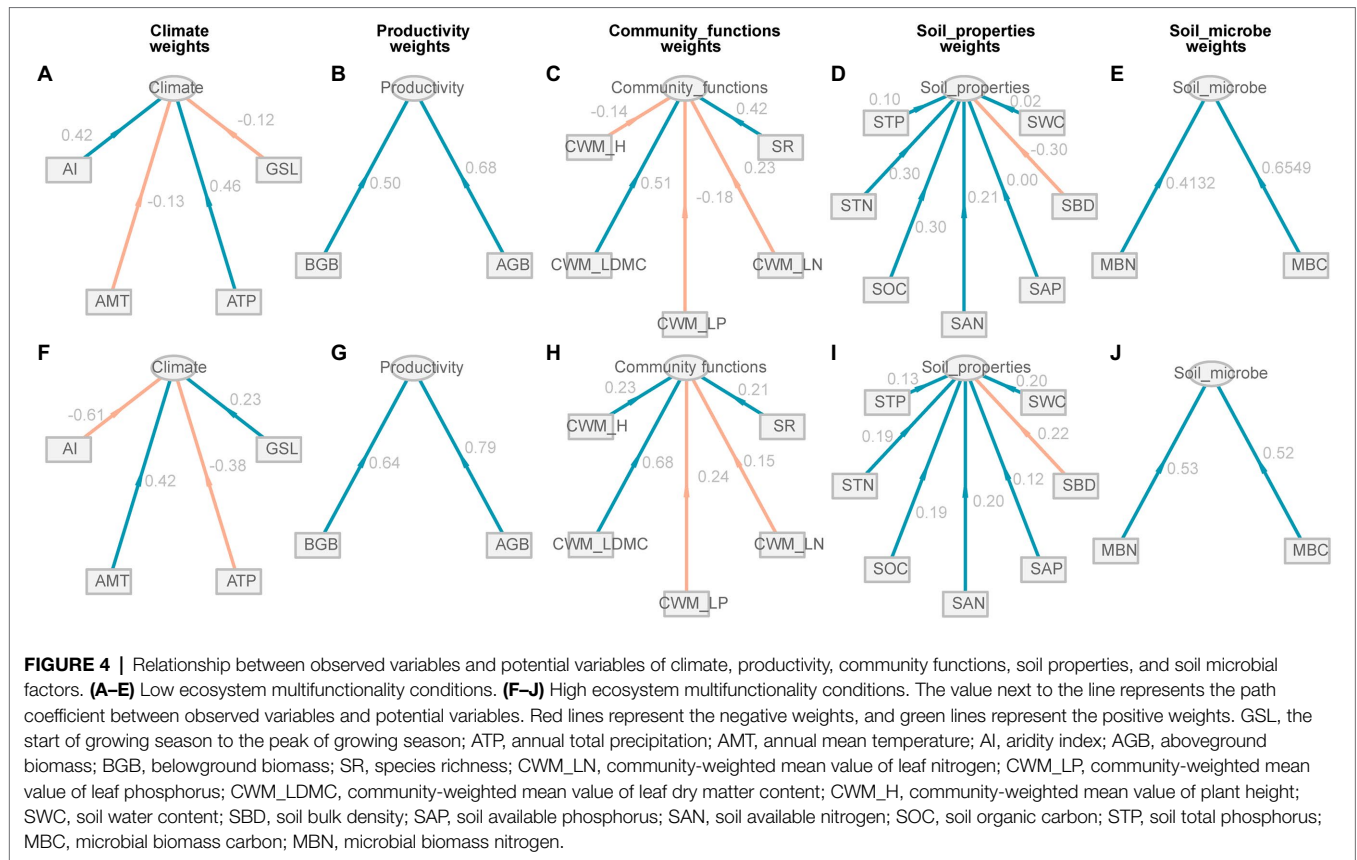 Climate weights
Productivity weights
Community_functions weights
Soil_properties weights
Soil_microbe weights
A
Climate
0.42
-0.12
AI
GSL
-0.13
0.46
AMT
ATP
B
Productivity
0.50
0.68
BGB
AGB
C
Community_functions
-0.14
0.42
CWM_H
SR
0.51
0.23
-0.18
CWM_LDMC
CWM_LN
CWM_LP
D
Soil_properties
0.10
0.02
STP
SWC
0.30
-0.30
STN
0.00
SBD
0.30
0.21
SOC
SAP
SAN
E
Soil_microbe
0.4132
0.6549
MBN
MBC
F
Climate
-0.61
0.23
AI
GSL
0.42
-0.38
AMT
ATP
G
Productivity
0.64
0.79
BGB
AGB
H
Community functions
0.23
0.21
CWM_H
SR
0.68
0.24
0.15
CWM_LDMC
CWM_LN
CWM_LP
I
Soil_properties
0.13
0.20
STP
SWC
0.19
0.22
STN
SBD
0.19
0.20
0.12
SOC
SAP
SAN
J
Soil_microbe
0.53
0.52
MBN
MBC
FIGURE 4 | Relationship between observed variables and potential variables of climate, productivity, community functions, soil properties, and soil microbial
factors. (A–E) Low ecosystem multifunctionality conditions. (F–J) High ecosystem multifunctionality conditions. The value next to the line represents the path
coefficient between observed variables and potential variables. Red lines represent the negative weights, and green lines represent the positive weights. GSL, the
start of growing season to the peak of growing season; ATP, annual total precipitation; AMT, annual mean temperature; AI, aridity index; AGB, aboveground
biomass; BGB, belowground biomass; SR, species richness; CWM_LN, community-weighted mean value of leaf nitrogen; CWM_LP, community-weighted mean
value of leaf phosphorus; CWM_LDMC, community-weighted mean value of leaf dry matter content; CWM_H, community-weighted mean value of plant height;
SWC, soil water content; SBD, soil bulk density; SAP, soil available phosphorus; SAN, soil available nitrogen; SOC, soil organic carbon; STP, soil total phosphorus;
MBC, microbial biomass carbon; MBN, microbial biomass nitrogen.